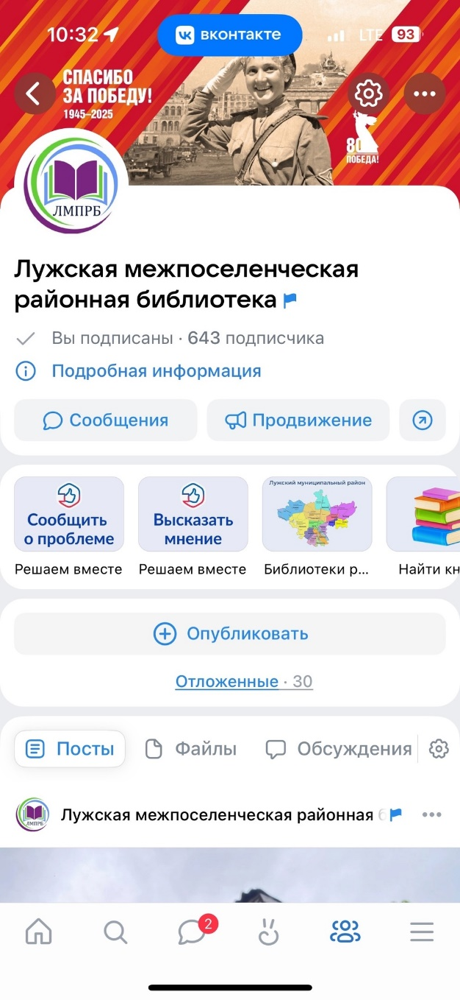 10:32
вконтакте
LTE
93
СПАСИБО
ЗА ПОБЕДУ!
1945–2025
80
ПОБЕДА!
ЛМПРБ
Лужская межпоселенческая
районная библиотека
Вы подписаны · 643 подписчика
Подробная информация
Сообщения
Продвижение
Сообщить
о проблеме
Решаем вместе
Высказать
мнение
Решаем вместе
Лужский муниципальный район
Библиотеки р...
Найти кн
Опубликовать
Отложенные · 30
Посты
Файлы
Обсуждения
ЛМПРБ
Лужская межпоселенческая районная б
2